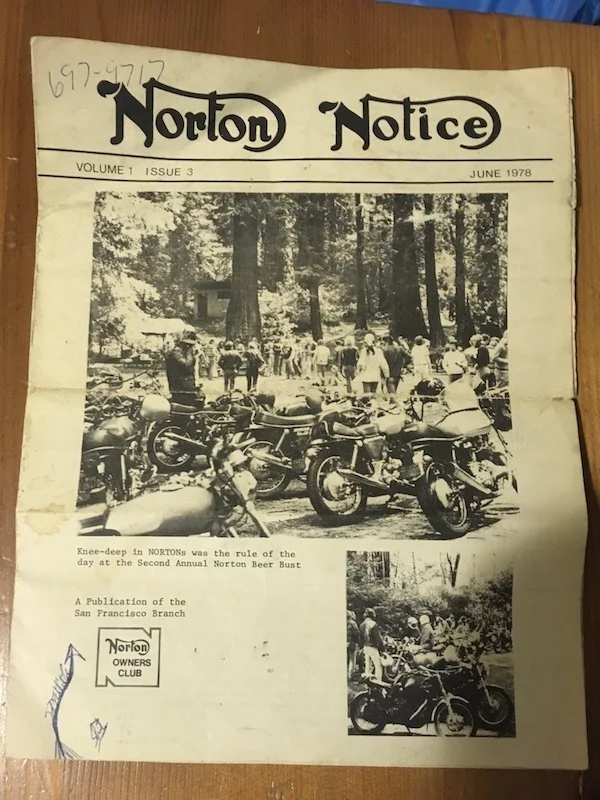 697-9717
Norton Notice
VOLUME 1 ISSUE 3
JUNE 1978
Knee-deep in NORTONs was the rule of the
day at the Second Annual Norton Beer Bust
A Publication of the
San Francisco Branch
Norton
OWNERS
CLUB